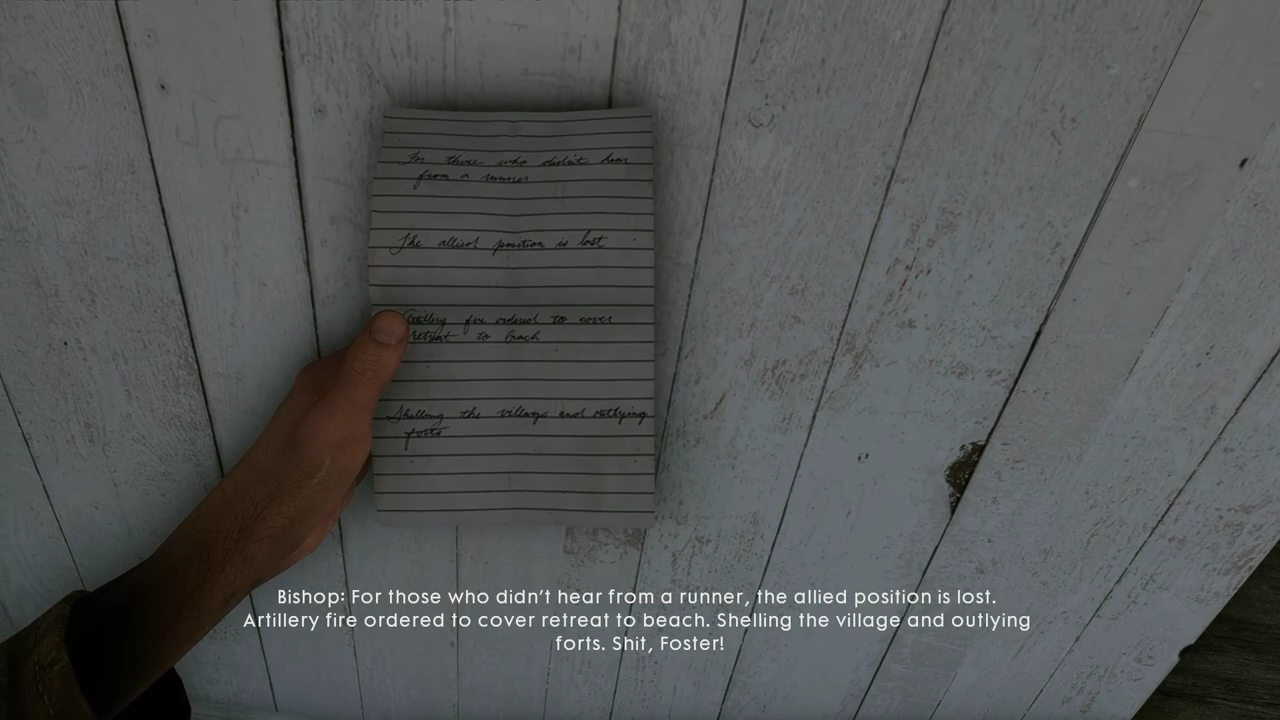 For those who didn't hear
from a runner
The allied position is lost
Artillery fire ordered to cover
retreat to beach
Shelling the village and outlying
forts
Bishop: For those who didn't hear from a runner, the allied position is lost.
Artillery fire ordered to cover retreat to beach. Shelling the village and outlying
forts. Shit, Foster!